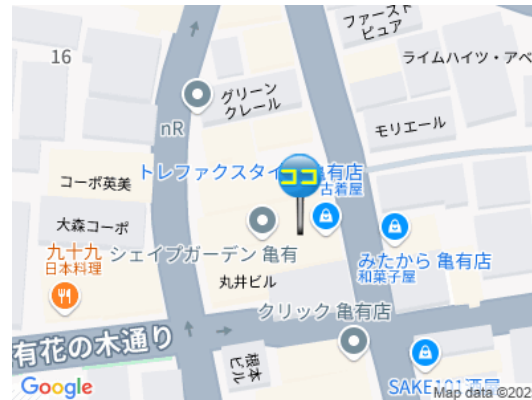 ファースト
ピュア
16
ライムハイツ・アベ
グリーン
クレール
nR
モリエール
トレファクスタイ
亀有店
古着屋
ココ
コーポ英美
大森コーポ
シェイプガーデン 亀有
九十九
日本料理
みたから 亀有店
和菓子屋
丸井ビル
クリック 亀有店
有花の木通り
根本
ビル
Google
SAKE101酒屋
Map data ©202